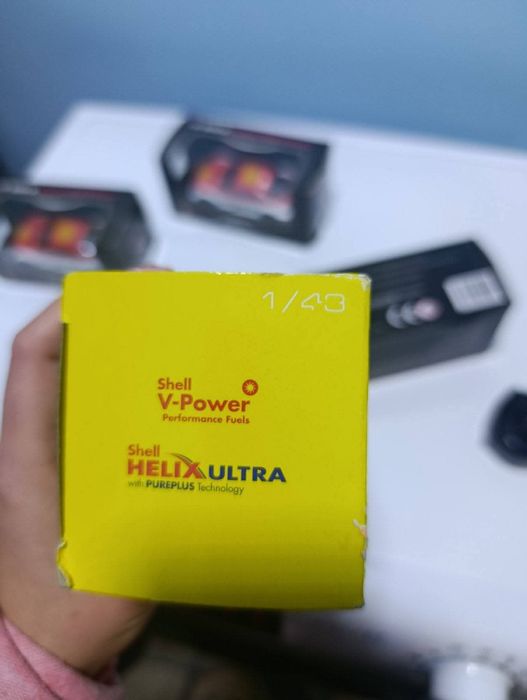 1/43
Shell
V-Power
Performance Fuels
Shell
HELIX ULTRA
with PUREPLUS Technology